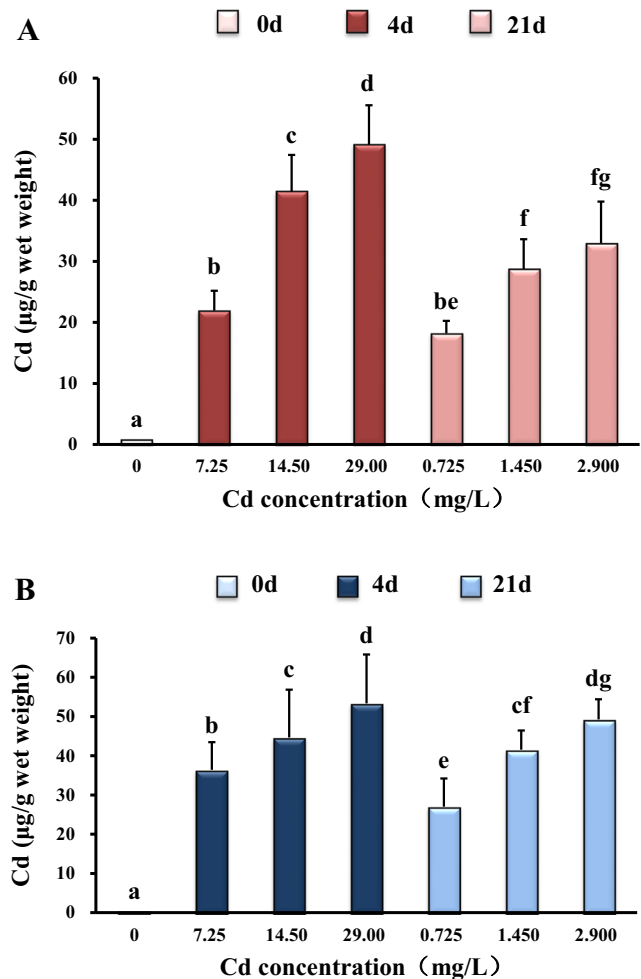 A
0d 4d 21d
Cd (μg/g wet weight)
60
50
40
30
20
10
0
a
b
c
d
be
f
fg
0 7.25 14.50 29.00 0.725 1.450 2.900
Cd concentration（mg/L）
B
0d 4d 21d
Cd (μg/g wet weight)
70
60
50
40
30
20
10
0
a
b
c
d
e
cf
dg
0 7.25 14.50 29.00 0.725 1.450 2.900
Cd concentration（mg/L）